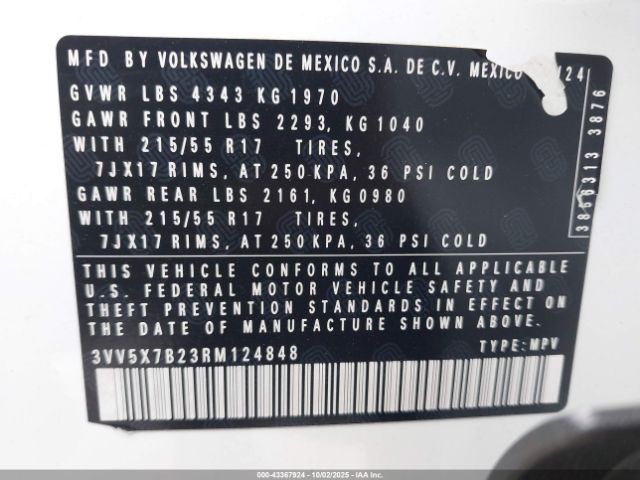 MFD BY VOLKSWAGEN DE MEXICO S.A. DE C.V. MEXICO /24
GVWR LBS 4343 KG 1970
GAWR FRONT LBS 2293, KG 1040
WITH 215/55 R17 TIRES,
7JX17 RIMS, AT 250 KPA, 36 PSI COLD
GAWR REAR LBS 2161, KG 0980
WITH 215/55 R17 TIRES,
7JX17 RIMS, AT 250 KPA, 36 PSI COLD
THIS VEHICLE CONFORMS TO ALL APPLICABLE
U.S. FEDERAL MOTOR VEHICLE SAFETY AND
THEFT PREVENTION STANDARDS IN EFFECT ON
THE DATE OF MANUFACTURE SHOWN ABOVE.
3VV5X7B23RM124848 TYPE: MPV
3856313 3876
000-43367924 | 10/02/2025 | IAAI